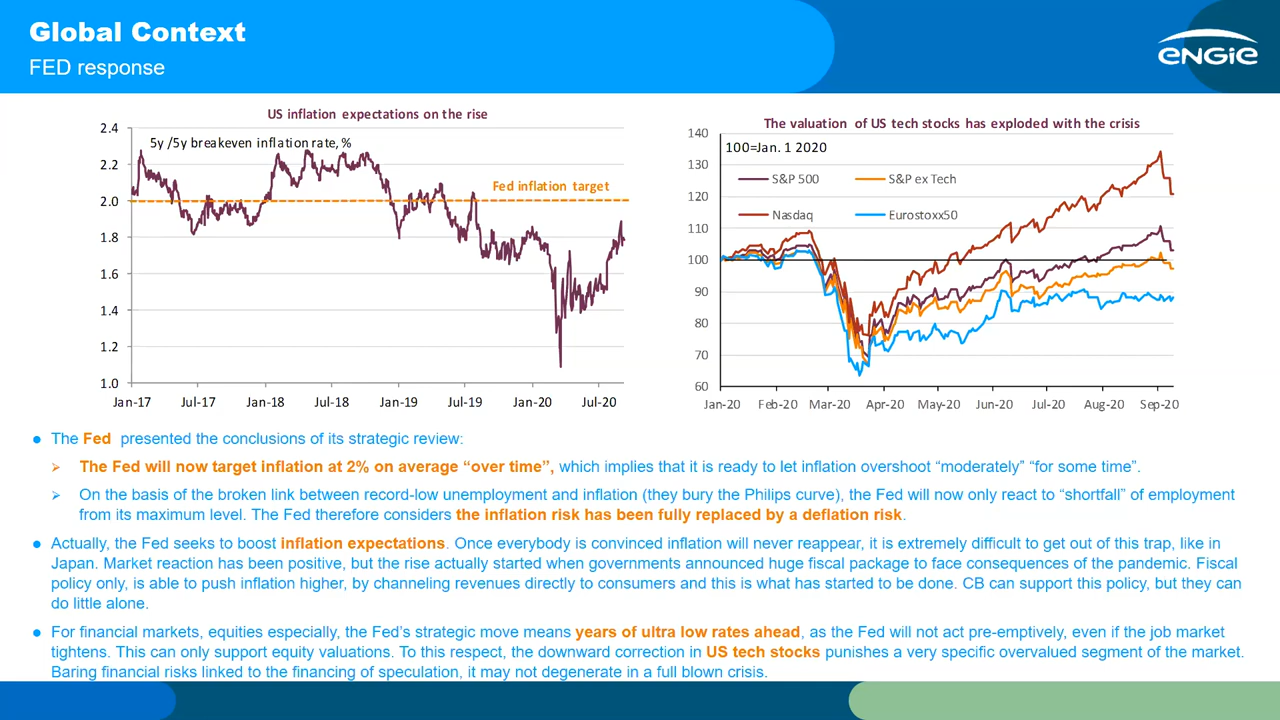 Global Context
FED response
ENGIE
US inflation expectations on the rise
5y /5y breakeven inflation rate, %
Fed inflation target
2.4
2.2
2.0
1.8
1.6
1.4
1.2
1.0
Jan-17 Jul-17 Jan-18 Jul-18 Jan-19 Jul-19 Jan-20 Jul-20
The valuation of US tech stocks has exploded with the crisis
100=Jan. 1 2020
S&P 500 S&P ex Tech
Nasdaq Eurostoxx50
140
130
120
110
100
90
80
70
60
Jan-20 Feb-20 Mar-20 Apr-20 May-20 Jun-20 Jul-20 Aug-20 Sep-20
● The Fed presented the conclusions of its strategic review:
➢ The Fed will now target inflation at 2% on average “over time”, which implies that it is ready to let inflation overshoot “moderately” “for some time”.
➢ On the basis of the broken link between record-low unemployment and inflation (they bury the Philips curve), the Fed will now only react to “shortfall” of employment
from its maximum level. The Fed therefore considers the inflation risk has been fully replaced by a deflation risk.
● Actually, the Fed seeks to boost inflation expectations. Once everybody is convinced inflation will never reappear, it is extremely difficult to get out of this trap, like in
Japan. Market reaction has been positive, but the rise actually started when governments announced huge fiscal package to face consequences of the pandemic. Fiscal
policy only, is able to push inflation higher, by channeling revenues directly to consumers and this is what has started to be done. CB can support this policy, but they can
do little alone.
● For financial markets, equities especially, the Fed’s strategic move means years of ultra low rates ahead, as the Fed will not act pre-emptively, even if the job market
tightens. This can only support equity valuations. To this respect, the downward correction in US tech stocks punishes a very specific overvalued segment of the market.
Baring financial risks linked to the financing of speculation, it may not degenerate in a full blown crisis.